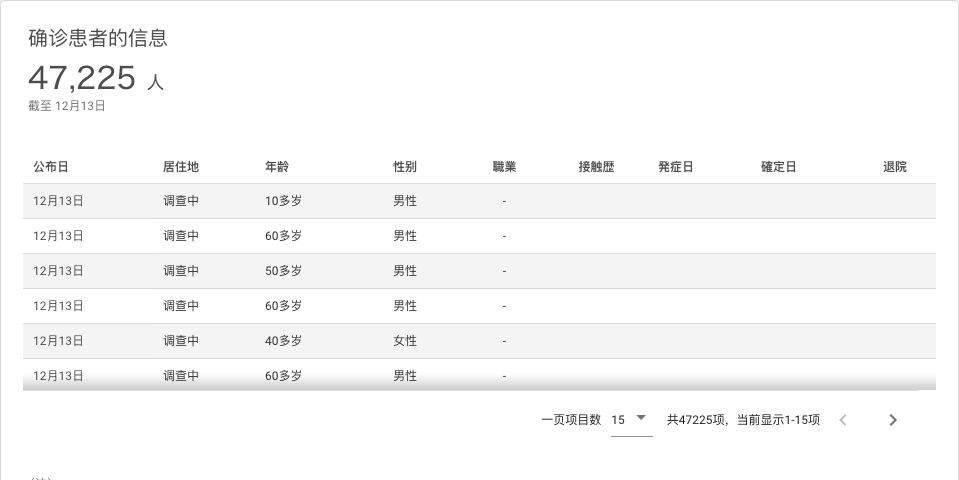 确诊患者的信息
47,225 人
截至 12月13日
公布日 居住地 年龄 性别 職業 接触歴 発症日 確定日 退院
12月13日 调查中 10多岁 男性 -
12月13日 调查中 60多岁 男性 -
12月13日 调查中 50多岁 男性 -
12月13日 调查中 60多岁 男性 -
12月13日 调查中 40多岁 女性 -
12月13日 调查中 60多岁 男性 -
一页项目数 15 共47225项，当前显示1-15项